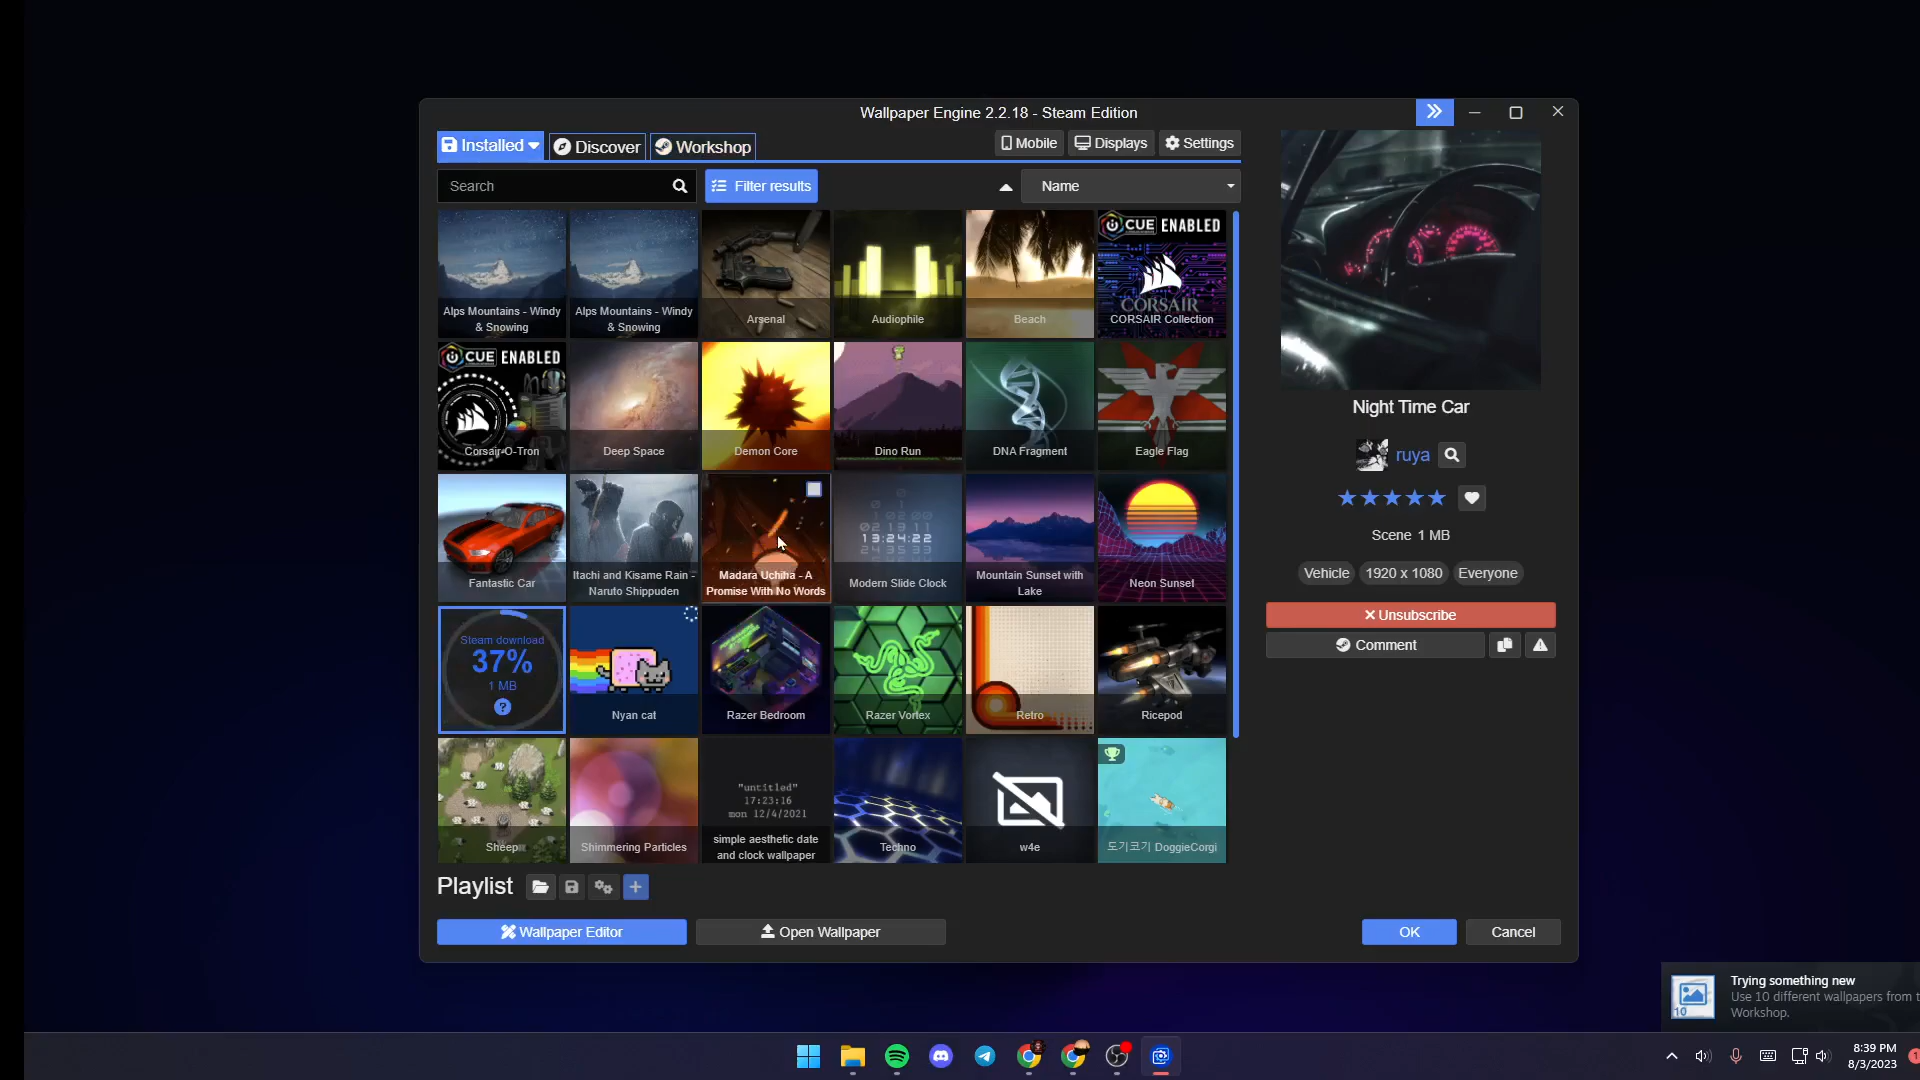 Wallpaper Engine 2.2.18 - Steam Edition
Installed
Discover
Workshop
Mobile
Displays
Settings
Search
Filter results
Name
Alps Mountains - Windy
& Snowing
Alps Mountains - Windy
& Snowing
Arsenal
Audiophile
Beach
CUE ENABLED
CORSAIR
CORSAIR Collection
CUE ENABLED
Corsair-O-Tron
Deep Space
Demon Core
Dino Run
DNA Fragment
Eagle Flag
Fantastic Car
Itachi and Kisame Rain -
Naruto Shippuden
Madara Uchiha - A
Promise With No Words
13:24:22
Modern Slide Clock
Mountain Sunset with
Lake
Neon Sunset
Steam download
37%
1 MB
?
Nyan cat
Razer Bedroom
Razer Vortex
Retro
Ricepod
Sheep
Shimmering Particles
"untitled"
17:23:16
mon 12/4/2021
simple aesthetic date
and clock wallpaper
Techno
w4e
도기코기 DoggieCorgi
Night Time Car
ruya
Scene 1 MB
Vehicle
1920 x 1080
Everyone
Unsubscribe
Comment
Playlist
Wallpaper Editor
Open Wallpaper
OK
Cancel
Trying something new
Use 10 different wallpapers from t
Workshop.
10
8:39 PM
8/3/2023
1